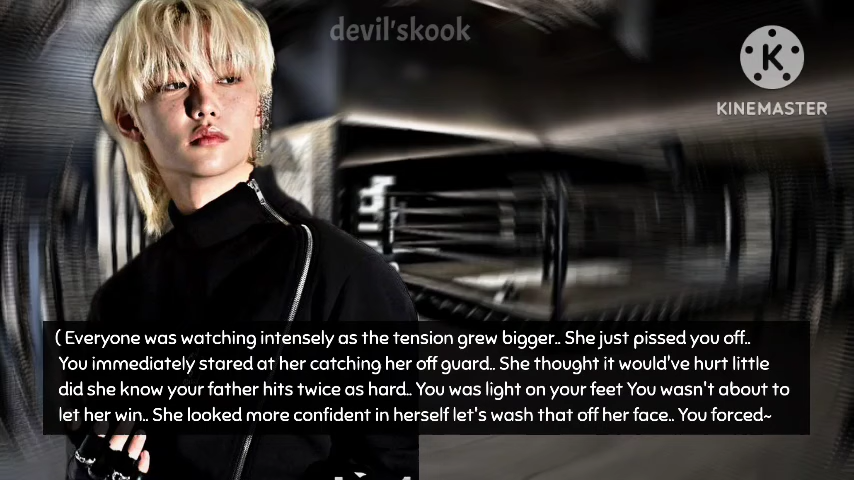 devil'skook
KINEMASTER
( Everyone was watching intensely as the tension grew bigger.. She just pissed you off..
You immediately stared at her catching her off guard.. She thought it would've hurt little
did she know your father hits twice as hard.. You was light on your feet You wasn't about to
let her win.. She looked more confident in herself let's wash that off her face.. You forced~